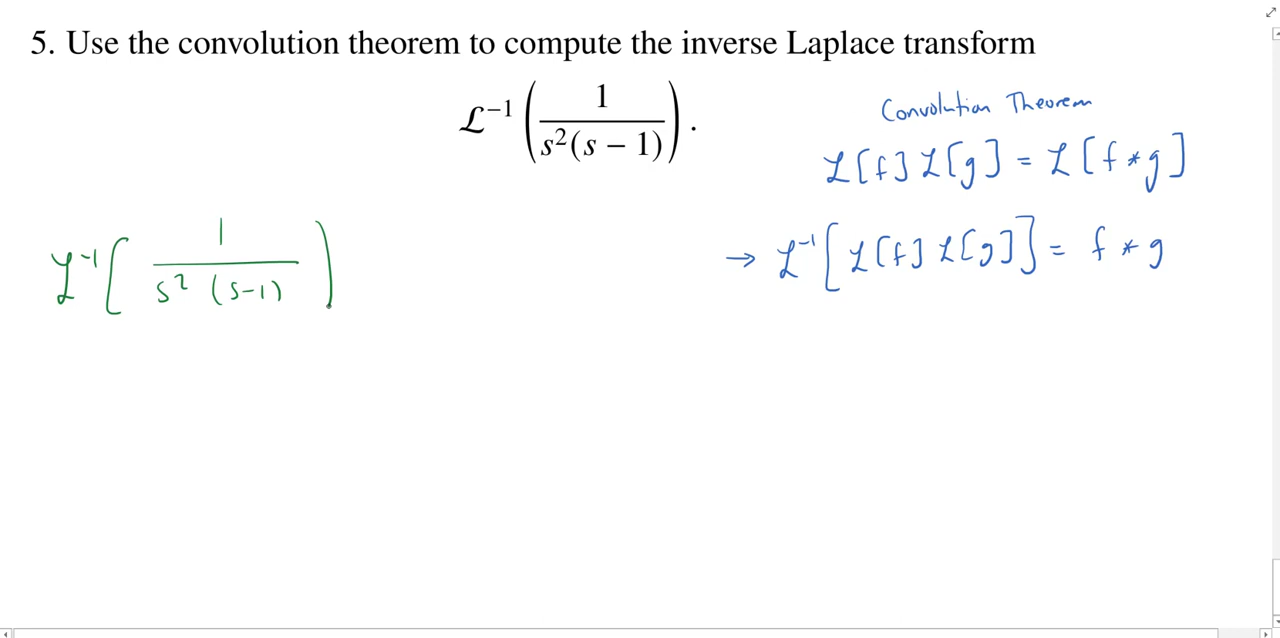 5. Use the convolution theorem to compute the inverse Laplace transform
ℒ⁻¹(1/(s²(s − 1))).
Convolution Theorem
ℒ[f] ℒ[g] = ℒ[f * g]
→ ℒ⁻¹[ℒ[f] ℒ[g]] = f * g
ℒ⁻¹[1/(s² (s-1)))